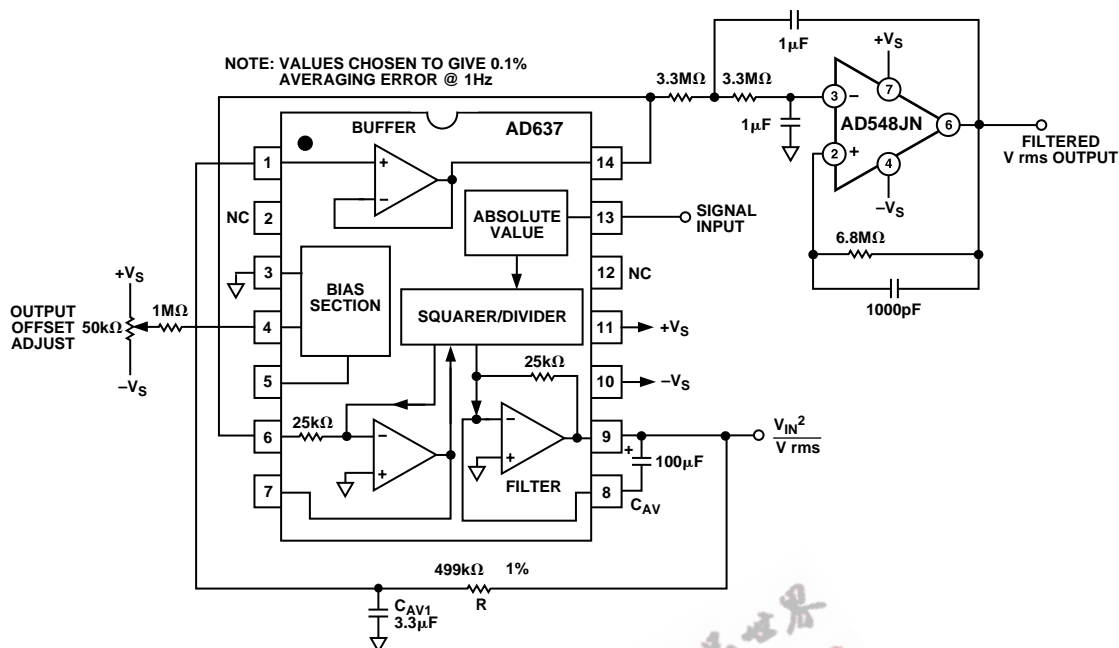 NOTE: VALUES CHOSEN TO GIVE 0.1%
AVERAGING ERROR @ 1Hz
1μF
+VS
3.3MΩ
3.3MΩ
3
−
7
AD548JN
6
1μF
2
+
4
−VS
FILTERED
V rms OUTPUT
6.8MΩ
1000pF
BUFFER
AD637
1
+
−
14
NC
2
ABSOLUTE
VALUE
13
SIGNAL
INPUT
3
BIAS
SECTION
12
NC
+VS
OUTPUT
OFFSET
ADJUST
50kΩ
1MΩ
−VS
4
SQUARER/DIVIDER
11
+VS
5
25kΩ
10
−VS
6
25kΩ
−
+
−
+
FILTER
9
VIN2
V rms
+
100μF
7
8
CAV
499kΩ 1%
R
CAV1
3.3μF